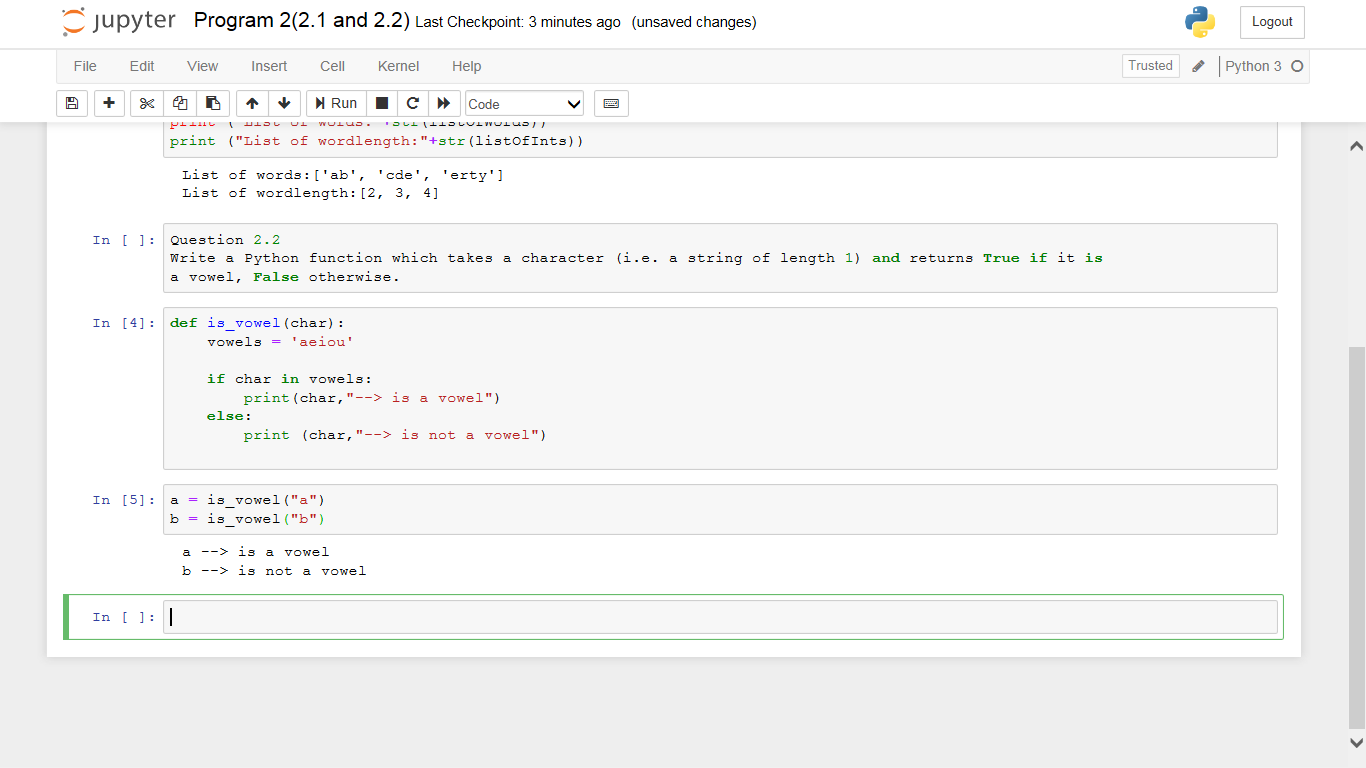 jupyter Program 2(2.1 and 2.2) Last Checkpoint: 3 minutes ago (unsaved changes) Logout
File Edit View Insert Cell Kernel Help Trusted Python 3
Run Code
print ("List of words:"+str(listOfWords))
print ("List of wordlength:"+str(listOfInts))
List of words:['ab', 'cde', 'erty']
List of wordlength:[2, 3, 4]
In [ ]: Question 2.2
Write a Python function which takes a character (i.e. a string of length 1) and returns True if it is
a vowel, False otherwise.
In [4]: def is_vowel(char):
vowels = 'aeiou'
if char in vowels:
print(char,"--> is a vowel")
else:
print (char,"--> is not a vowel")
In [5]: a = is_vowel("a")
b = is_vowel("b")
a --> is a vowel
b --> is not a vowel
In [ ]: